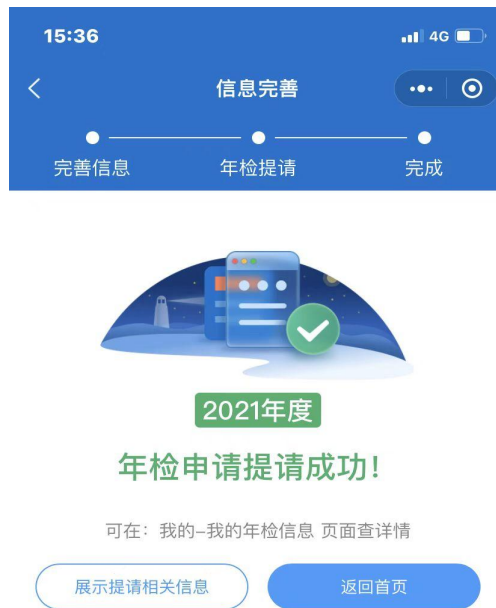 15:36 4G
信息完善
完善信息 年检提请 完成
2021年度
年检申请提请成功!
可在：我的-我的年检信息 页面查详情
展示提请相关信息 返回首页